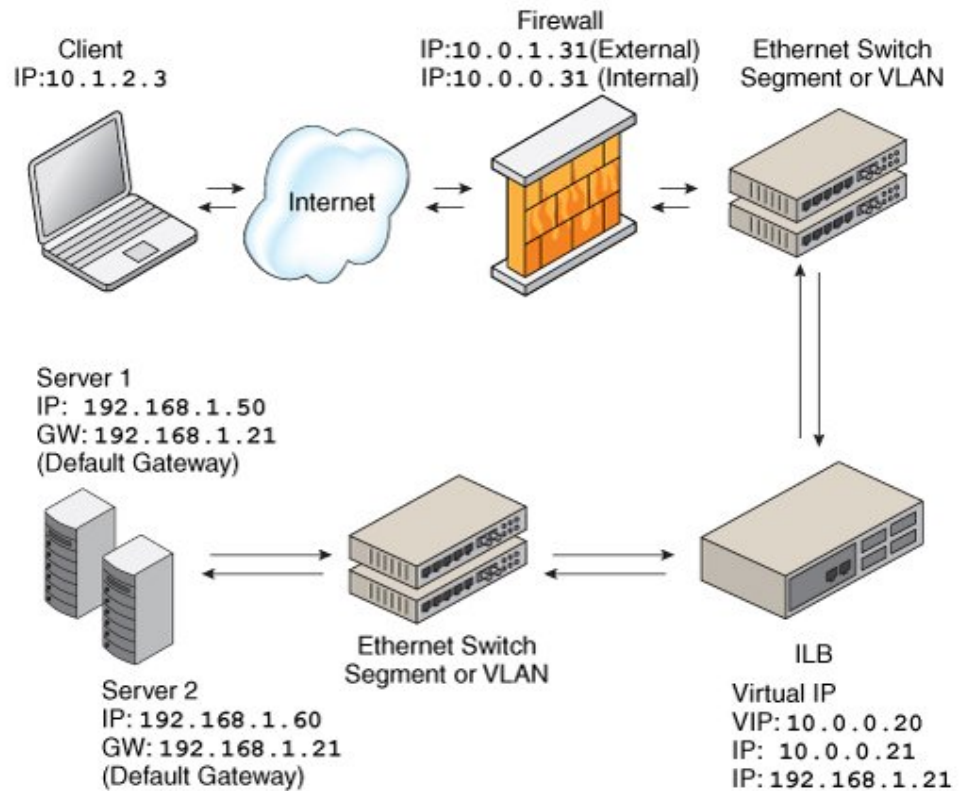 Client
IP:10.1.2.3
Firewall
IP:10.0.1.31(External)
IP:10.0.0.31 (Internal)
Ethernet Switch
Segment or VLAN
Internet
Server 1
IP: 192.168.1.50
GW:192.168.1.21
(Default Gateway)
Ethernet Switch
Segment or VLAN
Server 2
IP:192.168.1.60
GW:192.168.1.21
(Default Gateway)
ILB
Virtual IP
VIP:10.0.0.20
IP: 10.0.0.21
IP:192.168.1.21